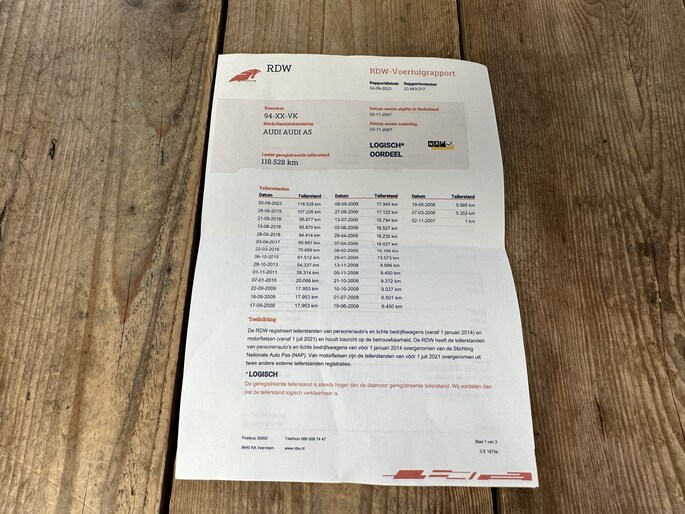 RDW
RDW-Voertuigrapport
Rapportdatum Rapportnummer
02-09-2023 23.943.017
Kenteken
94-XX-VK
Merk/Handelsbenaming
AUDI AUDI A5
Laatst geregistreerde tellerstand
118.528 km
Datum eerste afgifte in Nederland
02-11-2007
Datum eerste toelating
02-11-2007
LOGISCH*
OORDEEL
NAP
Tellerstanden
Datum Tellerstand Datum Tellerstand Datum Tellerstand
02-09-2023 118.528 km 08-09-2009 17.945 km 19-05-2008 5.985 km
26-06-2019 107.226 km 27-08-2009 17.122 km 07-03-2008 5.353 km
21-09-2018 95.877 km 13-07-2009 16.794 km 02-11-2007 1 km
13-08-2018 95.870 km 02-06-2009 16.527 km
28-06-2018 94.414 km 29-04-2009 16.235 km
03-04-2017 80.667 km 07-04-2009 16.027 km
22-03-2016 70.689 km 09-02-2009 14.166 km
06-10-2015 61.512 km 29-01-2009 13.573 km
28-10-2013 54.337 km 13-11-2008 9.566 km
01-11-2011 39.314 km 05-11-2008 9.450 km
07-01-2010 20.066 km 21-10-2008 9.372 km
22-09-2009 17.953 km 10-10-2008 9.027 km
18-09-2009 17.953 km 01-07-2008 6.501 km
17-09-2009 17.953 km 19-06-2008 6.450 km
Toelichting
De RDW registreert tellerstanden van personenauto's en lichte bedrijfswagens (vanaf 1 januari 2014) en
motorfietsen (vanaf 1 juli 2021) en houdt toezicht op de betrouwbaarheid. De RDW heeft de tellerstanden
van personenauto's en lichte bedrijfswagens van vóór 1 januari 2014 overgenomen van de Stichting
Nationale Auto Pas (NAP). Van motorfietsen zijn de tellerstanden van vóór 1 juli 2021 overgenomen uit
twee andere externe tellerstanden registraties.
* LOGISCH
De geregistreerde tellerstand is steeds hoger dan de daarvoor geregistreerde tellerstand. Wij oordelen dan
dat de tellerstand logisch verklaarbaar is.
Postbus 30000 Telefoon 088 008 74 47 Blad 1 van 3
9640 RA Veendam www.rdw.nl 3 E 1673e